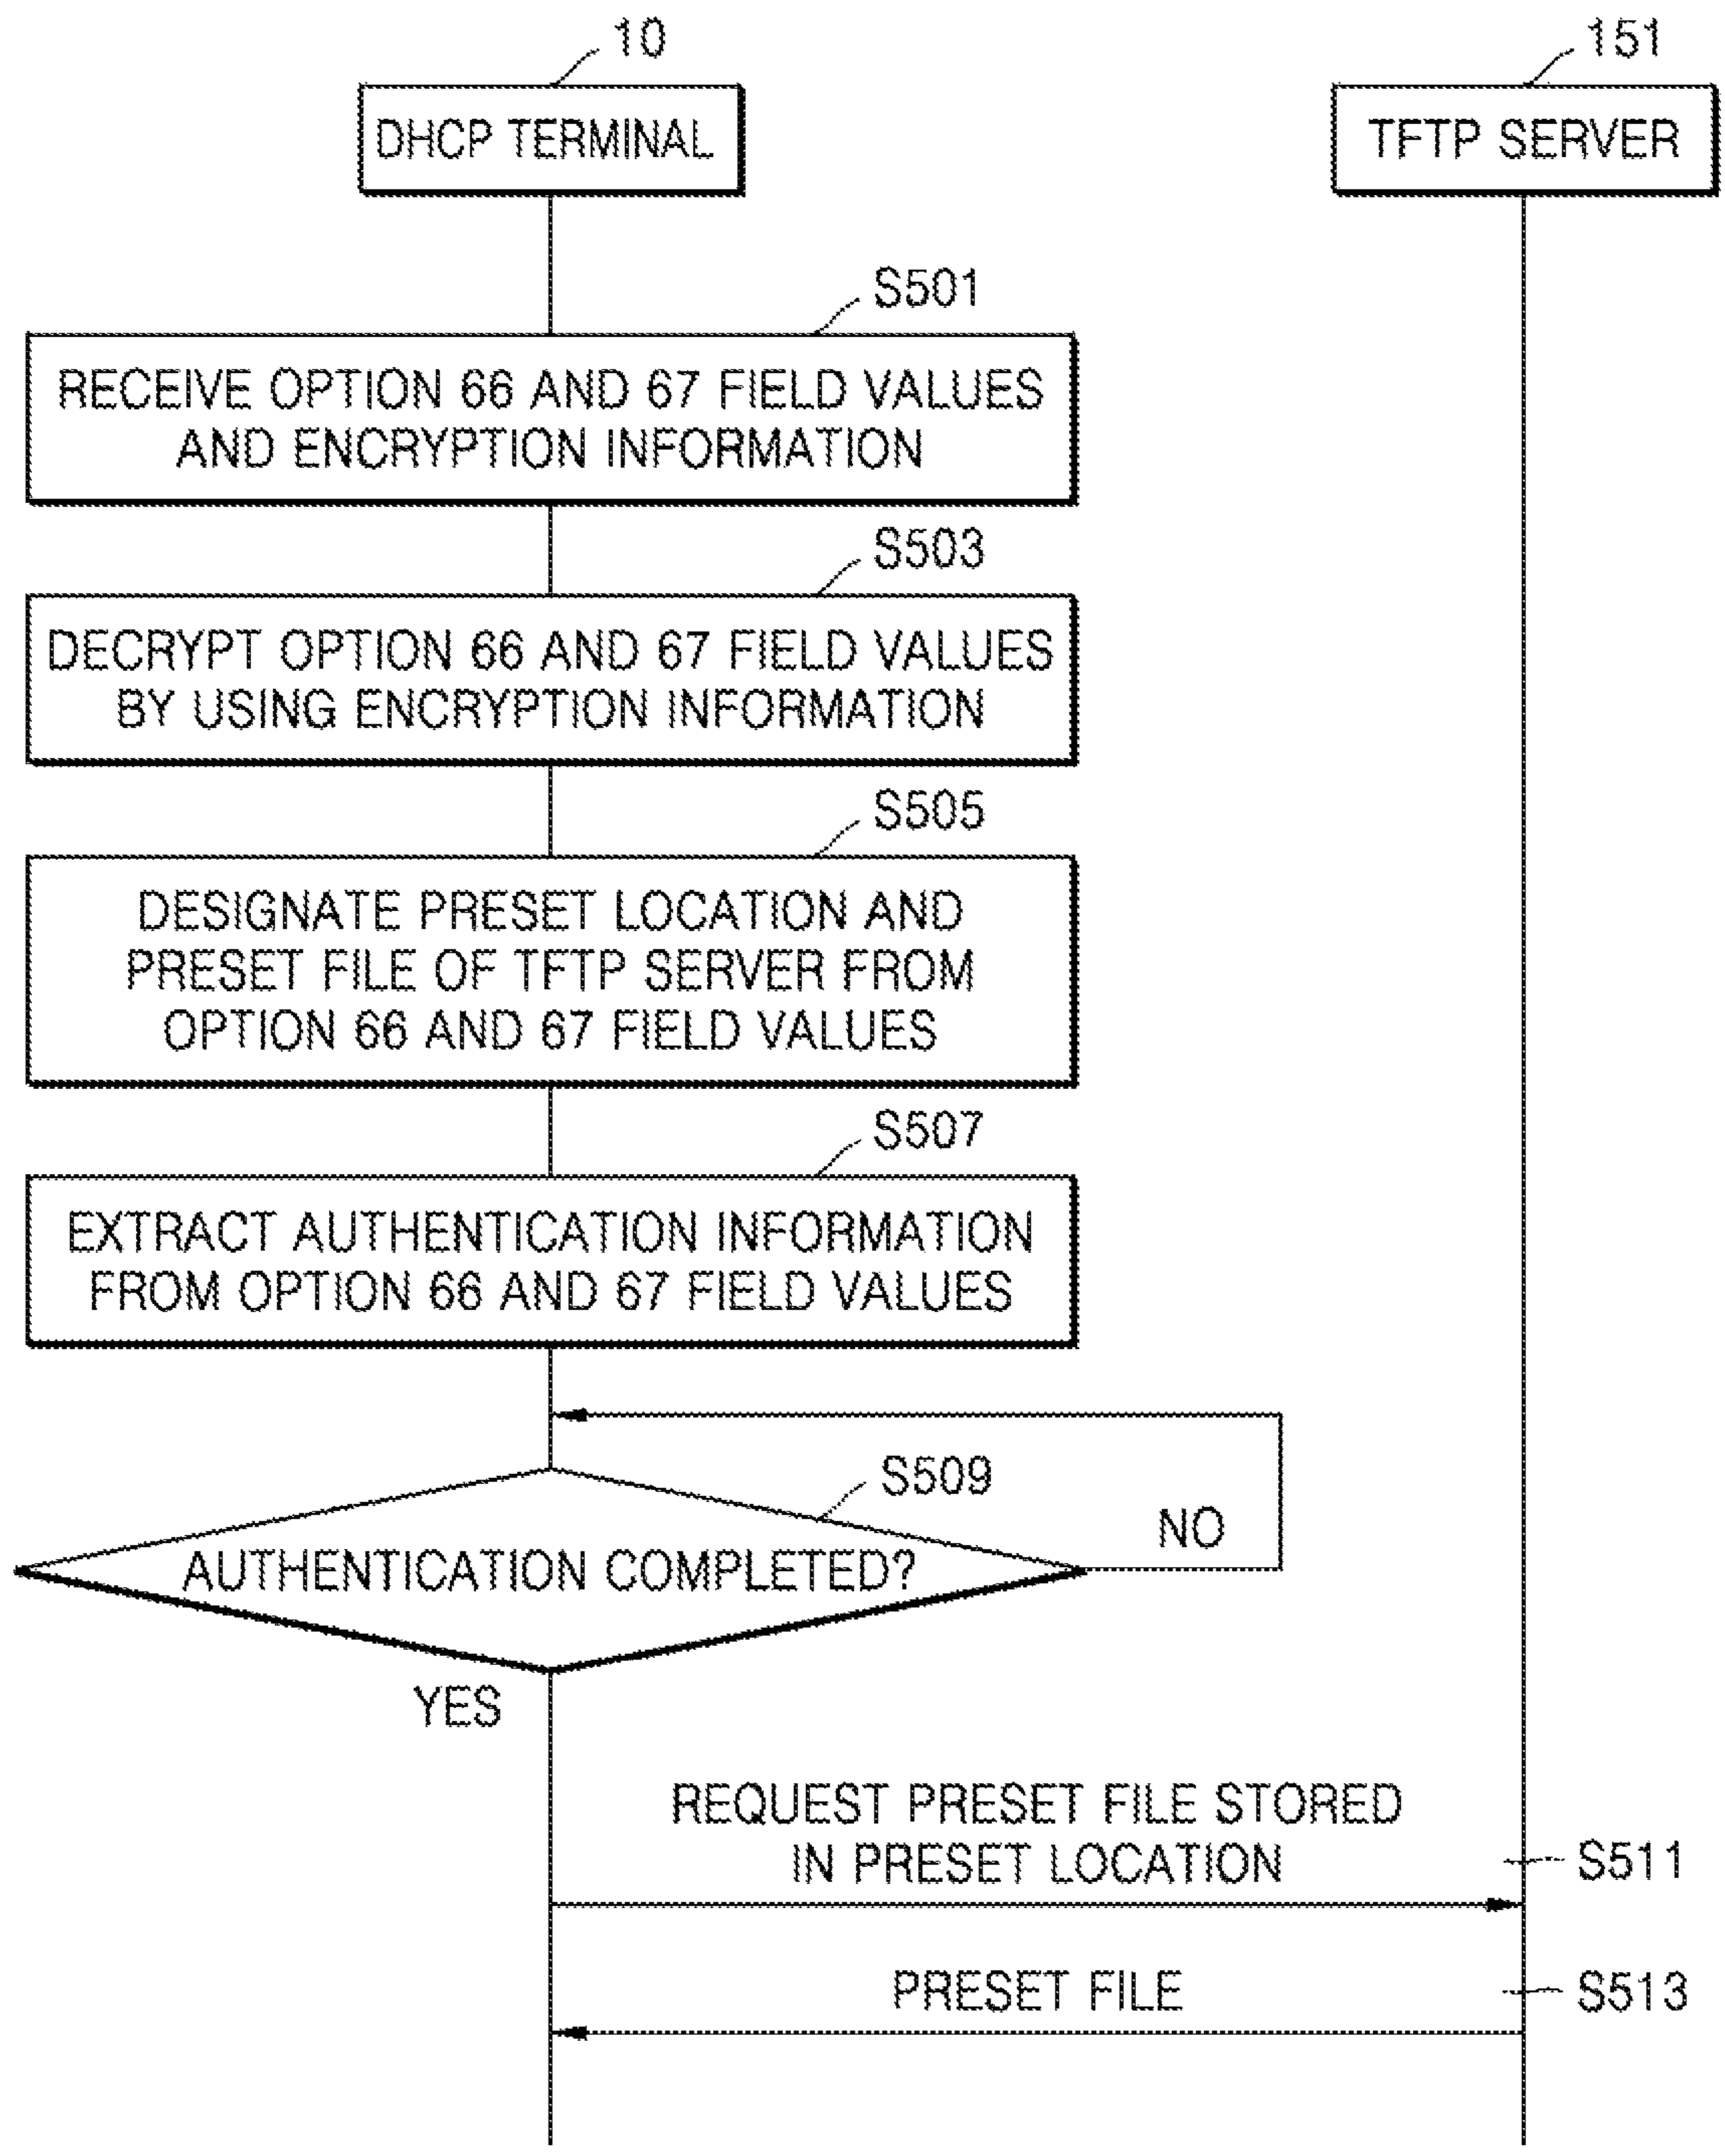 10
151
DHCP TERMINAL
TFTP SERVER
S501
RECEIVE OPTION 66 AND 67 FIELD VALUES
AND ENCRYPTION INFORMATION
S503
DECRYPT OPTION 66 AND 67 FIELD VALUES
BY USING ENCRYPTION INFORMATION
S505
DESIGNATE PRESET LOCATION AND
PRESET FILE OF TFTP SERVER FROM
OPTION 66 AND 67 FIELD VALUES
S507
EXTRACT AUTHENTICATION INFORMATION
FROM OPTION 66 AND 67 FIELD VALUES
S509
NO
AUTHENTICATION COMPLETED?
YES
REQUEST PRESET FILE STORED
IN PRESET LOCATION
S511
PRESET FILE
S513